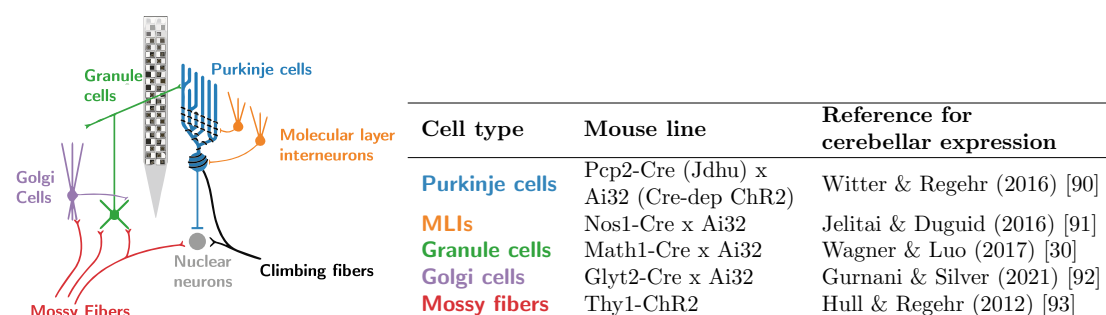 Granule
cells
Purkinje cells
Molecular layer
interneurons
Golgi
Cells
Nuclear
neurons
Climbing fibers
Mossy Fibers
Cell type Mouse line Reference for
cerebellar expression
Purkinje cells Pcp2-Cre (Jdhu) x
Ai32 (Cre-dep ChR2) Witter & Regehr (2016) [90]
MLIs Nos1-Cre x Ai32 Jelitai & Duguid (2016) [91]
Granule cells Math1-Cre x Ai32 Wagner & Luo (2017) [30]
Golgi cells Glyt2-Cre x Ai32 Gurnani & Silver (2021) [92]
Mossy fibers Thy1-ChR2 Hull & Regehr (2012) [93]